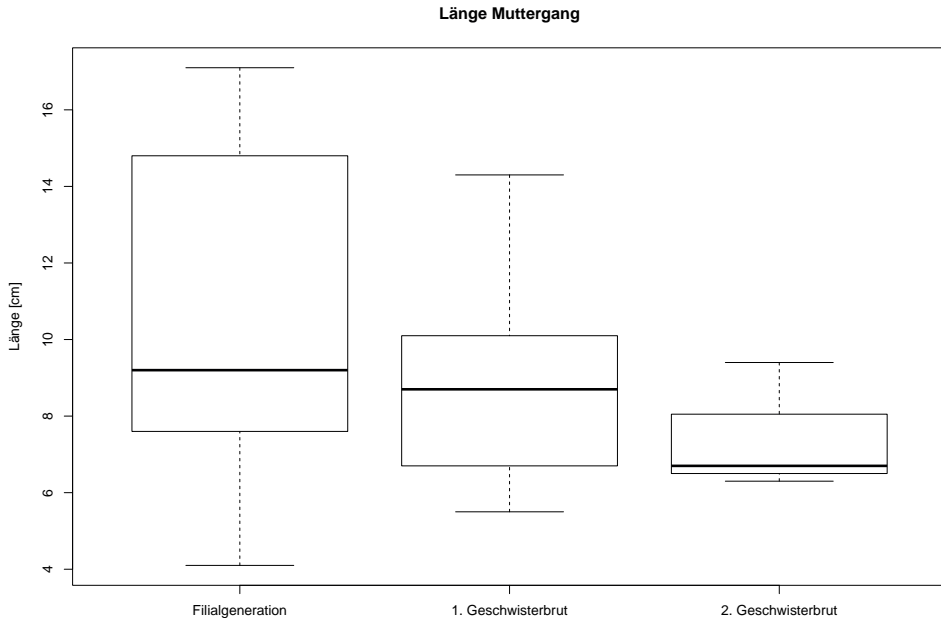 Länge Muttergang
Länge [cm]
16
14
12
10
8
6
4
Filialgeneration
1. Geschwisterbrut
2. Geschwisterbrut